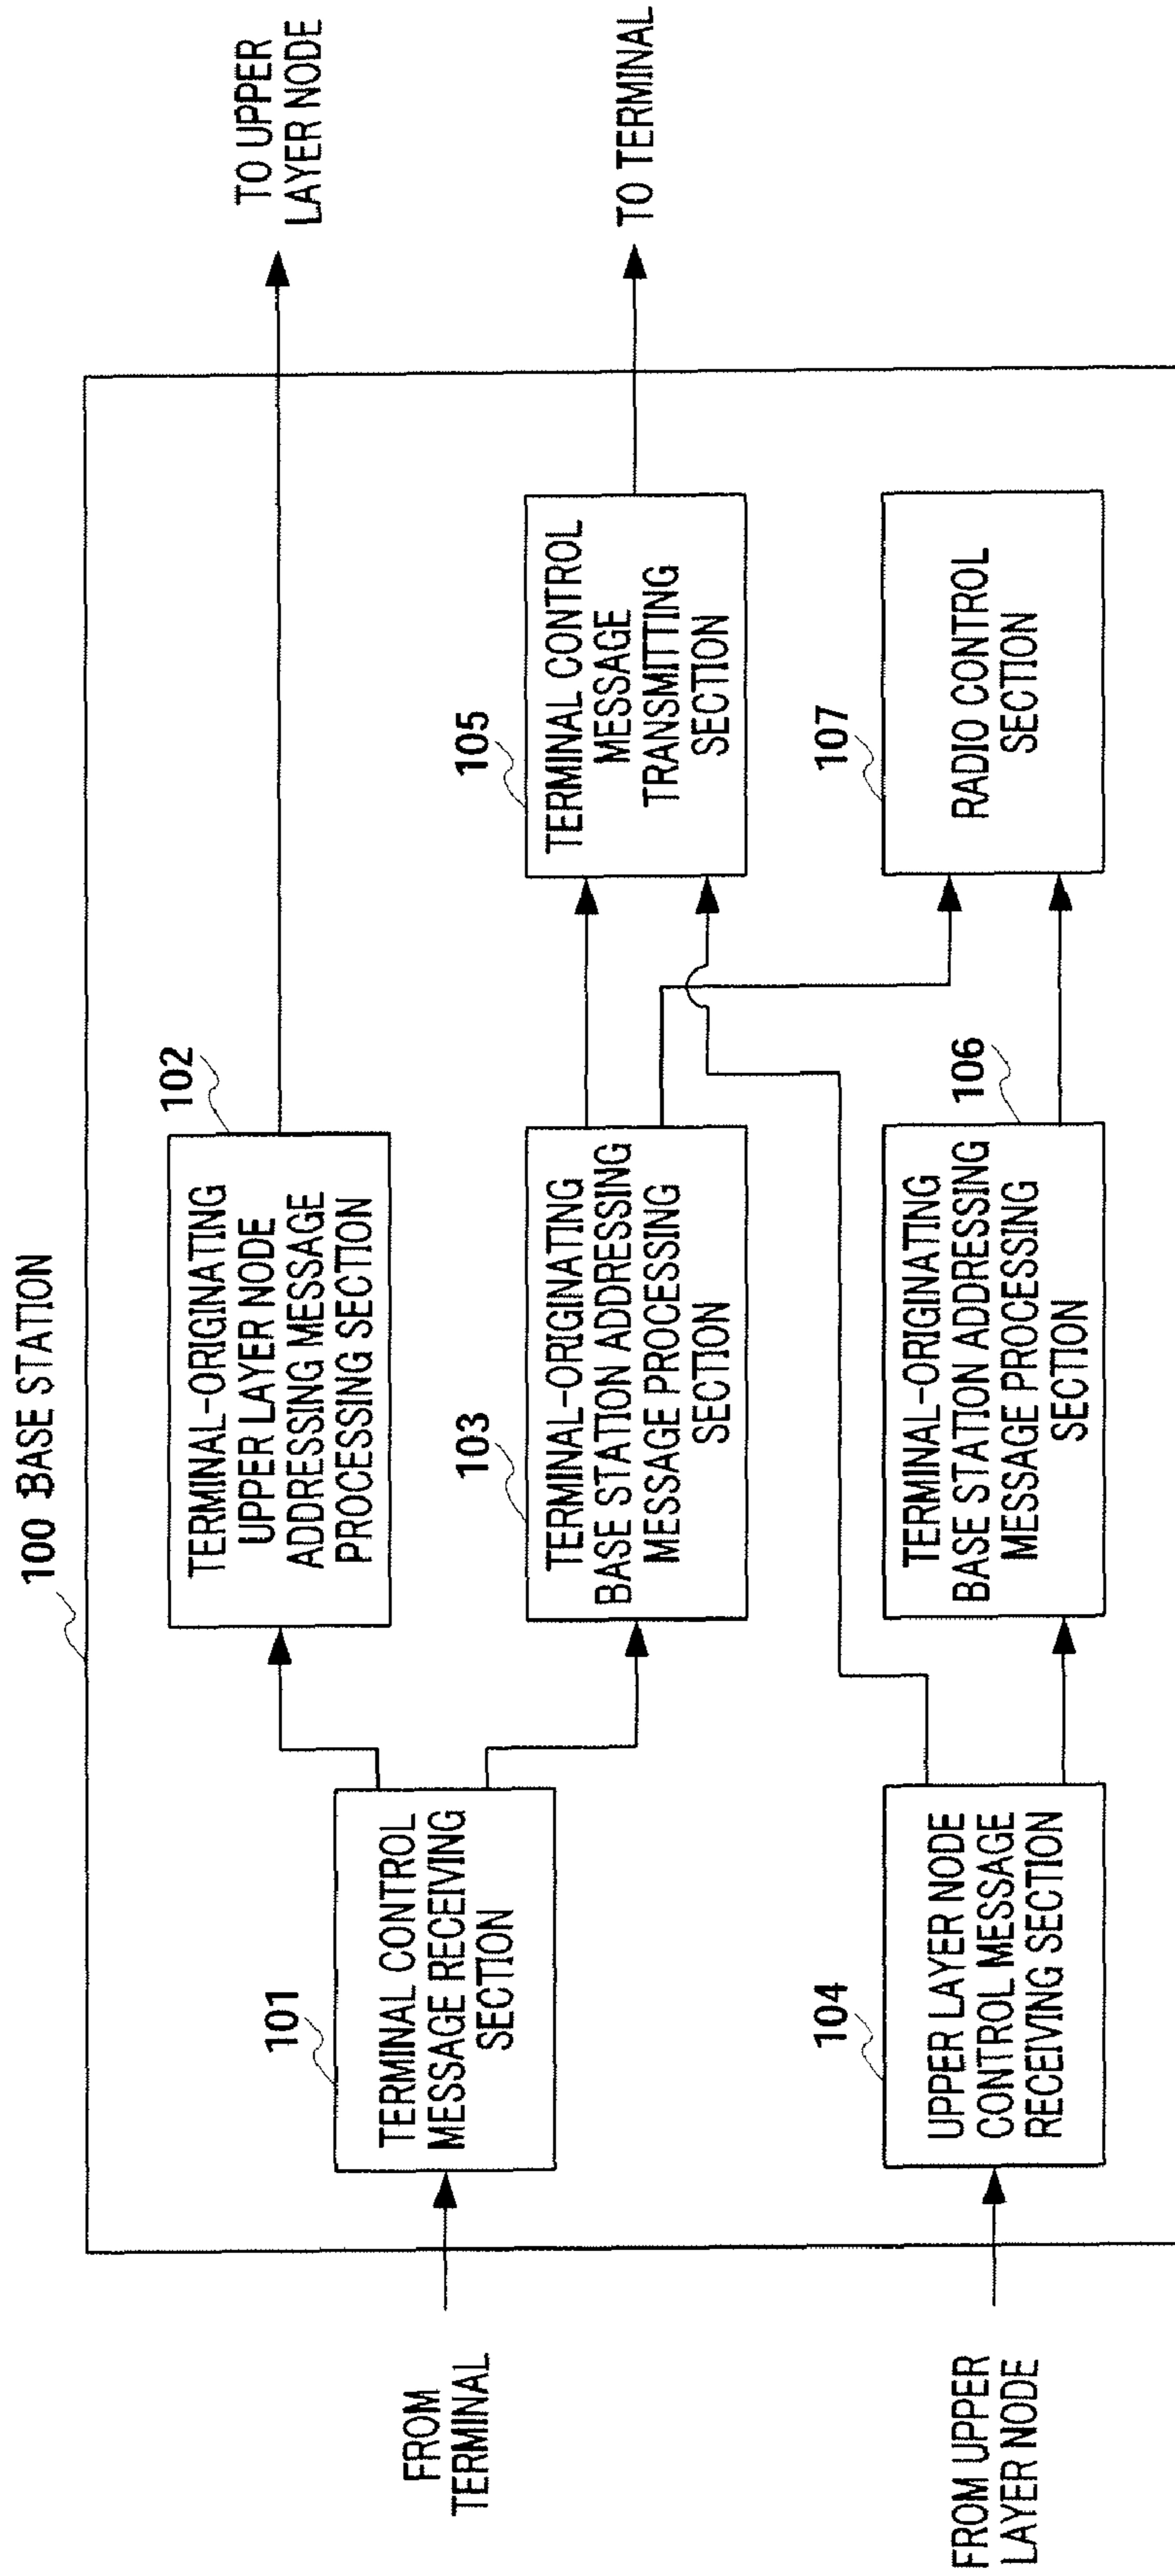 100 BASE STATION
FROM
TERMINAL
101
TERMINAL CONTROL
MESSAGE RECEIVING
SECTION
102
TERMINAL-ORIGINATING
UPPER LAYER NODE
ADDRESSING MESSAGE
PROCESSING SECTION
TO UPPER
LAYER NODE
103
TERMINAL-ORIGINATING
BASE STATION ADDRESSING
MESSAGE PROCESSING
SECTION
105
TERMINAL CONTROL
MESSAGE
TRANSMITTING
SECTION
TO TERMINAL
FROM UPPER
LAYER NODE
104
UPPER LAYER NODE
CONTROL MESSAGE
RECEIVING SECTION
106
TERMINAL-ORIGINATING
BASE STATION ADDRESSING
MESSAGE PROCESSING
SECTION
107
RADIO CONTROL
SECTION